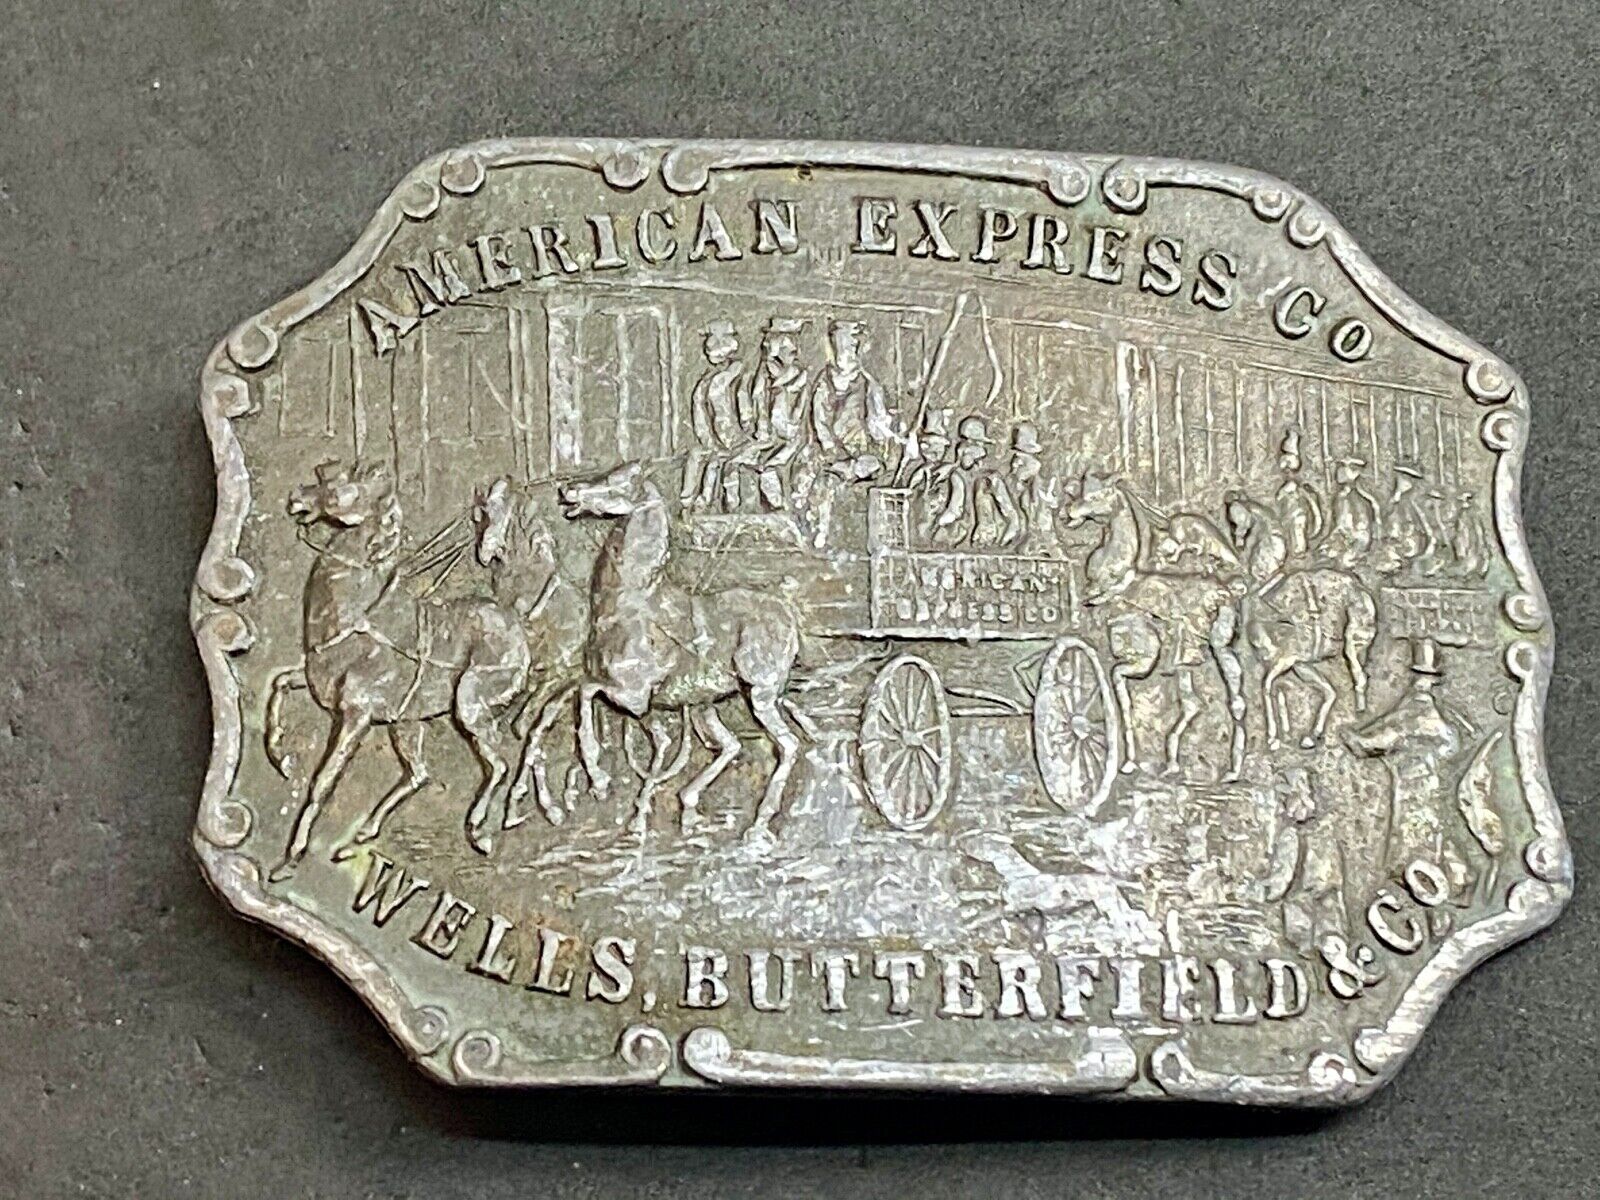 AMERICAN EXPRESS CO
AMERICAN
EXPRESS CO
WELLS, BUTTERFIELD & CO.